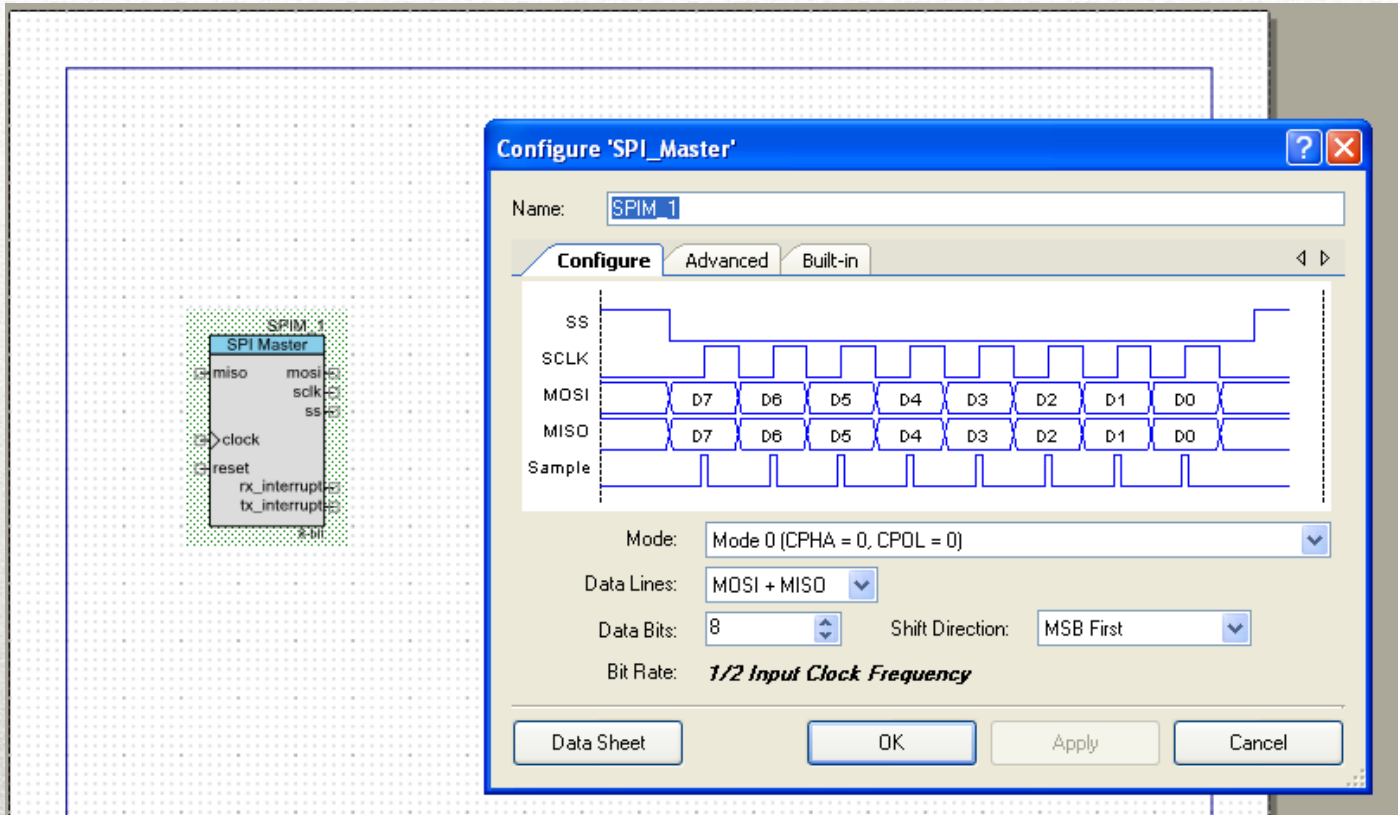 Configure 'SPI_Master'
Name: SPIM_1
Configure Advanced Built-in
SS
SCLK
MOSI D7 D6 D5 D4 D3 D2 D1 D0
MISO D7 D6 D5 D4 D3 D2 D1 D0
Sample
Mode: Mode 0 (CPHA = 0, CPOL = 0)
Data Lines: MOSI + MISO
Data Bits: 8 Shift Direction: MSB First
Bit Rate: 1/2 Input Clock Frequency
Data Sheet OK Apply Cancel
SPIM_1
SPI Master
miso mosi
sclk
ss
clock
reset
rx_interrupt
tx_interrupt
8-bit